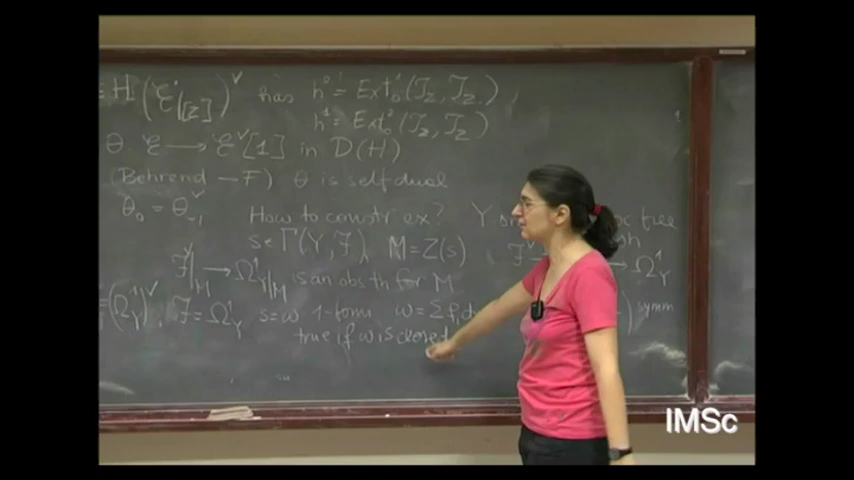 = H (ε|[Z])^∨ has h^0 = Ext^1_0 (I_Z, I_Z),
h^1 = Ext^2_0 (I_Z, I_Z)
θ: ε → ε^∨[1] in D(H)
(Behrend – F) θ is self dual
θ_0 = θ^∨_{-1} How to constr ex? Y
s ∈ Γ(Y, F), M = Z(s)
F^∨|_M → Ω^1_Y|_M is an obs th for M → Ω^1_Y
(Ω^1_Y)^∨, F = Ω^1_Y s = ω 1-form ω = Σ f_i symm
true if ω is closed
IMSc